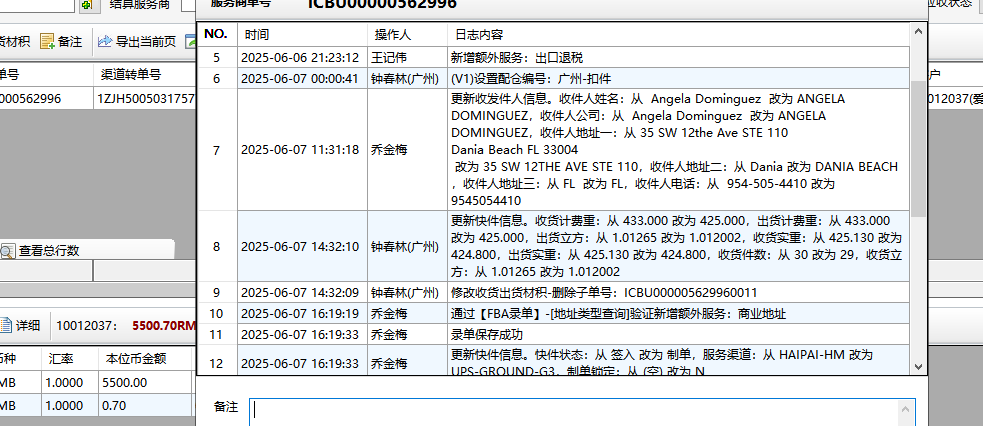 结算服务商
服务商单号 ICBU00000562996
收状态
货材积 备注 导出当前页
单号 渠道转单号
000562996 1ZJH5005031757
户
012037(爱
NO. 时间 操作人 日志内容
5 2025-06-06 21:23:12 王记伟 新增额外服务：出口退税
6 2025-06-07 00:00:41 钟春林(广州) (V1)设置配仓编号：广州-扣件
7 2025-06-07 11:31:18 乔金梅 更新收发件人信息。收件人姓名：从 Angela Dominguez 改为 ANGELA
DOMINGUEZ，收件人公司：从 Angela Dominguez 改为 ANGELA
DOMINGUEZ，收件人地址一：从 35 SW 12the Ave STE 110
Dania Beach FL 33004
改为 35 SW 12THE AVE STE 110，收件人地址二：从 Dania 改为 DANIA BEACH
，收件人地址三：从 FL 改为 FL，收件人电话：从 954-505-4410 改为
9545054410
8 2025-06-07 14:32:10 钟春林(广州) 更新快件信息。收货计费重：从 433.000 改为 425.000，出货计费重：从 433.000
改为 425.000，出货立方：从 1.01265 改为 1.012002，收货实重：从 425.130 改为
424.800，出货实重：从 425.130 改为 424.800，收货件数：从 30 改为 29，收货立
方：从 1.01265 改为 1.012002
9 2025-06-07 14:32:09 钟春林(广州) 修改收货出货材积-删除子单号：ICBU000005629960011
10 2025-06-07 16:19:19 乔金梅 通过【FBA录单】-[地址类型查询]验证新增额外服务：商业地址
11 2025-06-07 16:19:33 乔金梅 录单保存成功
12 2025-06-07 16:19:33 乔金梅 更新快件信息。快件状态：从 签入 改为 制单，服务渠道：从 HAIPAI-HM 改为
UPS-GROUND-G3，制单锁定：从 (空) 改为 N
查看总行数
详细 10012037： 5500.70RM
币种 汇率 本位币金额
MB 1.0000 5500.00
MB 1.0000 0.70
备注